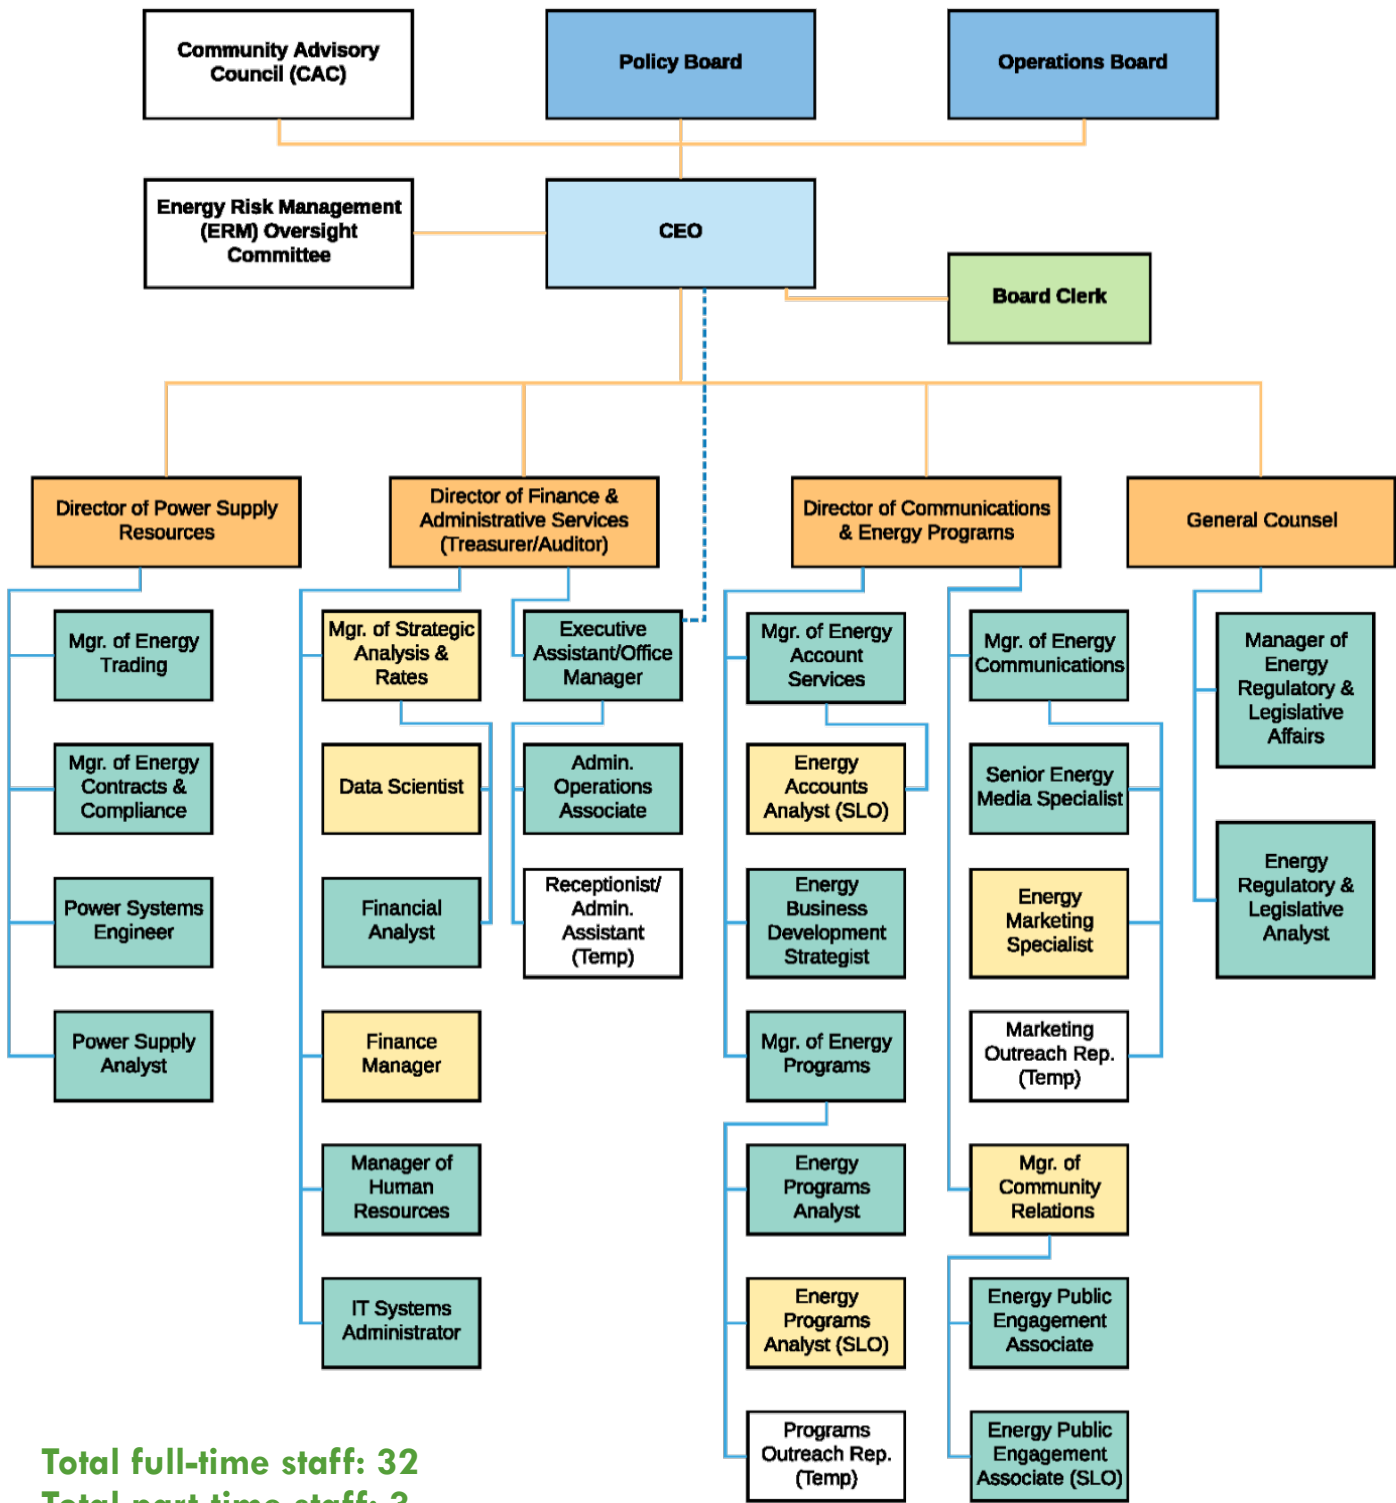 Community Advisory
Council (CAC)
Policy Board
Operations Board
Energy Risk Management
(ERM) Oversight
Committee
CEO
Board Clerk
Director of Power Supply
Resources
Director of Finance &
Administrative Services
(Treasurer/Auditor)
Director of Communications
& Energy Programs
General Counsel
Mgr. of Energy
Trading
Mgr. of Energy
Contracts &
Compliance
Power Systems
Engineer
Power Supply
Analyst
Mgr. of Strategic
Analysis &
Rates
Data Scientist
Financial
Analyst
Finance
Manager
Manager of
Human
Resources
IT Systems
Administrator
Executive
Assistant/Office
Manager
Admin.
Operations
Associate
Receptionist/
Admin.
Assistant
(Temp)
Mgr. of Energy
Account
Services
Energy
Accounts
Analyst (SLO)
Energy
Business
Development
Strategist
Mgr. of Energy
Programs
Energy
Programs
Analyst
Energy
Programs
Analyst (SLO)
Programs
Outreach Rep.
(Temp)
Mgr. of Energy
Communications
Senior Energy
Media Specialist
Energy
Marketing
Specialist
Marketing
Outreach Rep.
(Temp)
Mgr. of
Community
Relations
Energy Public
Engagement
Associate
Energy Public
Engagement
Associate (SLO)
Manager of
Energy
Regulatory &
Legislative
Affairs
Energy
Regulatory &
Legislative
Analyst
Total full-time staff: 32
Total part-time staff: 3